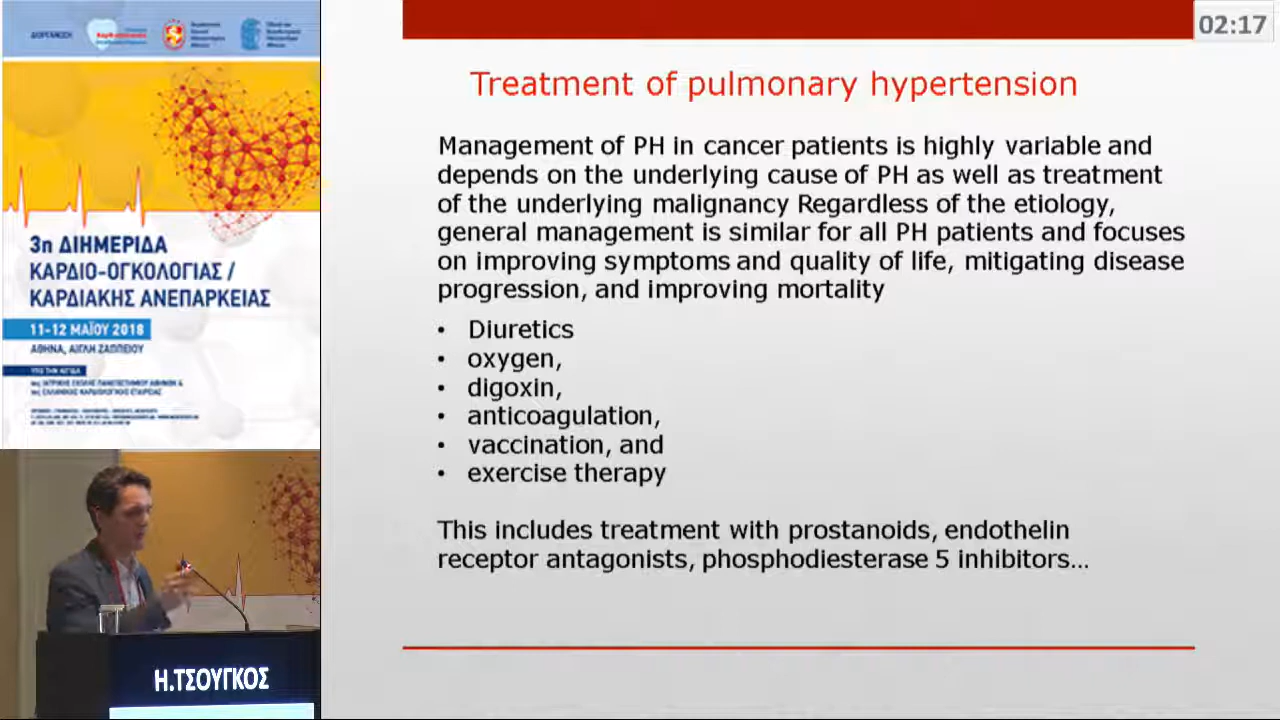 ΔΙΟΡΓΑΝΩΣΗ
3η ΔΙΗΜΕΡΙΔΑ
ΚΑΡΔΙΟ-ΟΓΚΟΛΟΓΙΑΣ /
ΚΑΡΔΙΑΚΗΣ ΑΝΕΠΑΡΚΕΙΑΣ
11-12 ΜΑΪΟΥ 2018
ΑΘΗΝΑ, ΑΙΓΛΗ ΖΑΠΠΕΙΟΥ
ΥΠΟ ΤΗΝ ΑΙΓΙΔΑ
Η.ΤΣΟΥΓΚΟΣ
02:17
Treatment of pulmonary hypertension
Management of PH in cancer patients is highly variable and
depends on the underlying cause of PH as well as treatment
of the underlying malignancy Regardless of the etiology,
general management is similar for all PH patients and focuses
on improving symptoms and quality of life, mitigating disease
progression, and improving mortality
• Diuretics
• oxygen,
• digoxin,
• anticoagulation,
• vaccination, and
• exercise therapy
This includes treatment with prostanoids, endothelin
receptor antagonists, phosphodiesterase 5 inhibitors...